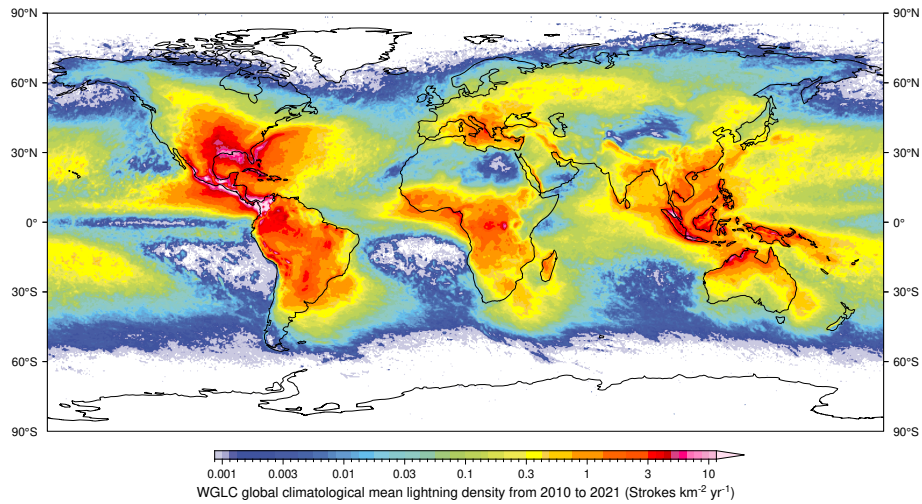 90°N 90°N
60°N 60°N
30°N 30°N
0° 0°
30°S 30°S
60°S 60°S
90°S 90°S
0.001 0.003 0.01 0.03 0.1 0.3 1 3 10
WGLC global climatological mean lightning density from 2010 to 2021 (Strokes km⁻² yr⁻¹)